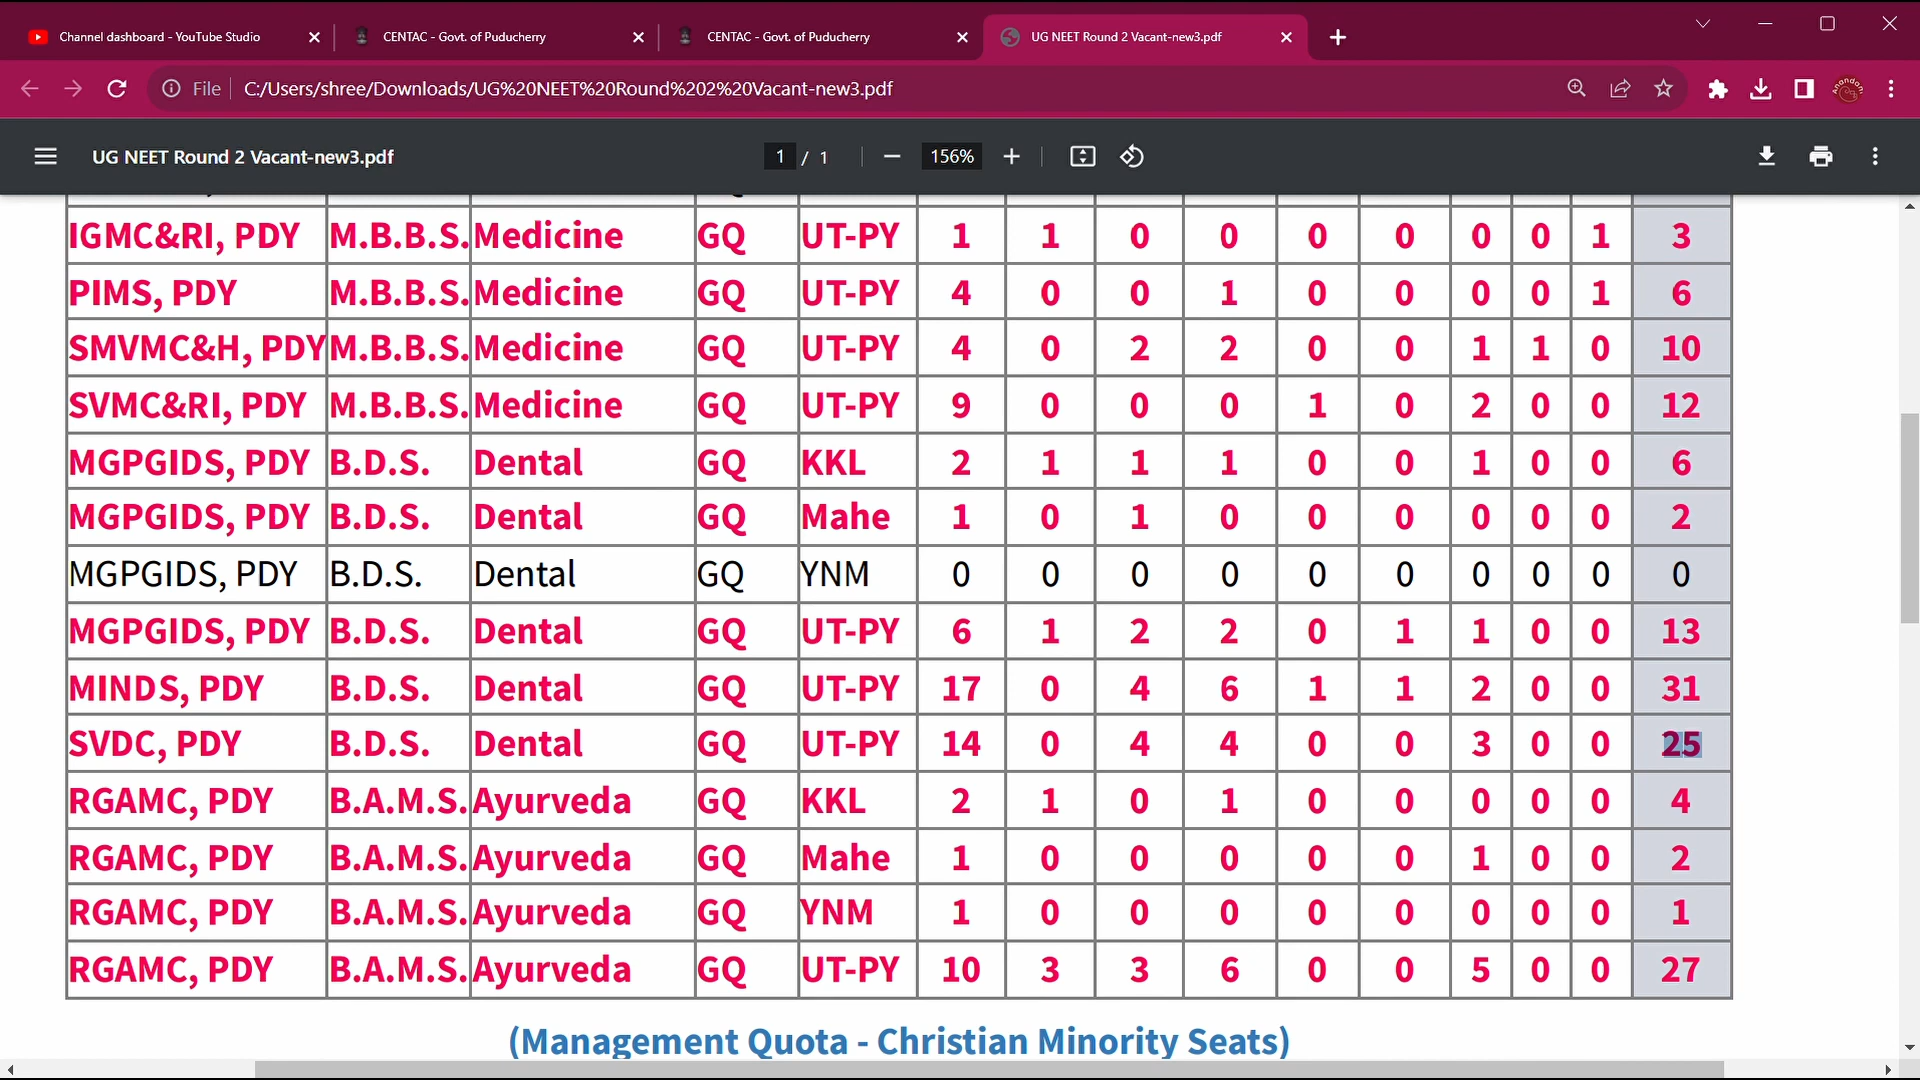 Channel dashboard - YouTube Studio
CENTAC - Govt. of Puducherry
CENTAC - Govt. of Puducherry
UG NEET Round 2 Vacant-new3.pdf
File C:/Users/shree/Downloads/UG%20NEET%20Round%202%20Vacant-new3.pdf
UG NEET Round 2 Vacant-new3.pdf 1 / 1 156%
IGMC&RI, PDY M.B.B.S. Medicine GQ UT-PY 1 1 0 0 0 0 0 0 1 3
PIMS, PDY M.B.B.S. Medicine GQ UT-PY 4 0 0 1 0 0 0 0 1 6
SMVMC&H, PDY M.B.B.S. Medicine GQ UT-PY 4 0 2 2 0 0 1 1 0 10
SVMC&RI, PDY M.B.B.S. Medicine GQ UT-PY 9 0 0 0 1 0 2 0 0 12
MGPGIDS, PDY B.D.S. Dental GQ KKL 2 1 1 1 0 0 1 0 0 6
MGPGIDS, PDY B.D.S. Dental GQ Mahe 1 0 1 0 0 0 0 0 0 2
MGPGIDS, PDY B.D.S. Dental GQ YNM 0 0 0 0 0 0 0 0 0 0
MGPGIDS, PDY B.D.S. Dental GQ UT-PY 6 1 2 2 0 1 1 0 0 13
MINDS, PDY B.D.S. Dental GQ UT-PY 17 0 4 6 1 1 2 0 0 31
SVDC, PDY B.D.S. Dental GQ UT-PY 14 0 4 4 0 0 3 0 0 25
RGAMC, PDY B.A.M.S. Ayurveda GQ KKL 2 1 0 1 0 0 0 0 0 4
RGAMC, PDY B.A.M.S. Ayurveda GQ Mahe 1 0 0 0 0 0 1 0 0 2
RGAMC, PDY B.A.M.S. Ayurveda GQ YNM 1 0 0 0 0 0 0 0 0 1
RGAMC, PDY B.A.M.S. Ayurveda GQ UT-PY 10 3 3 6 0 0 5 0 0 27
(Management Quota - Christian Minority Seats)